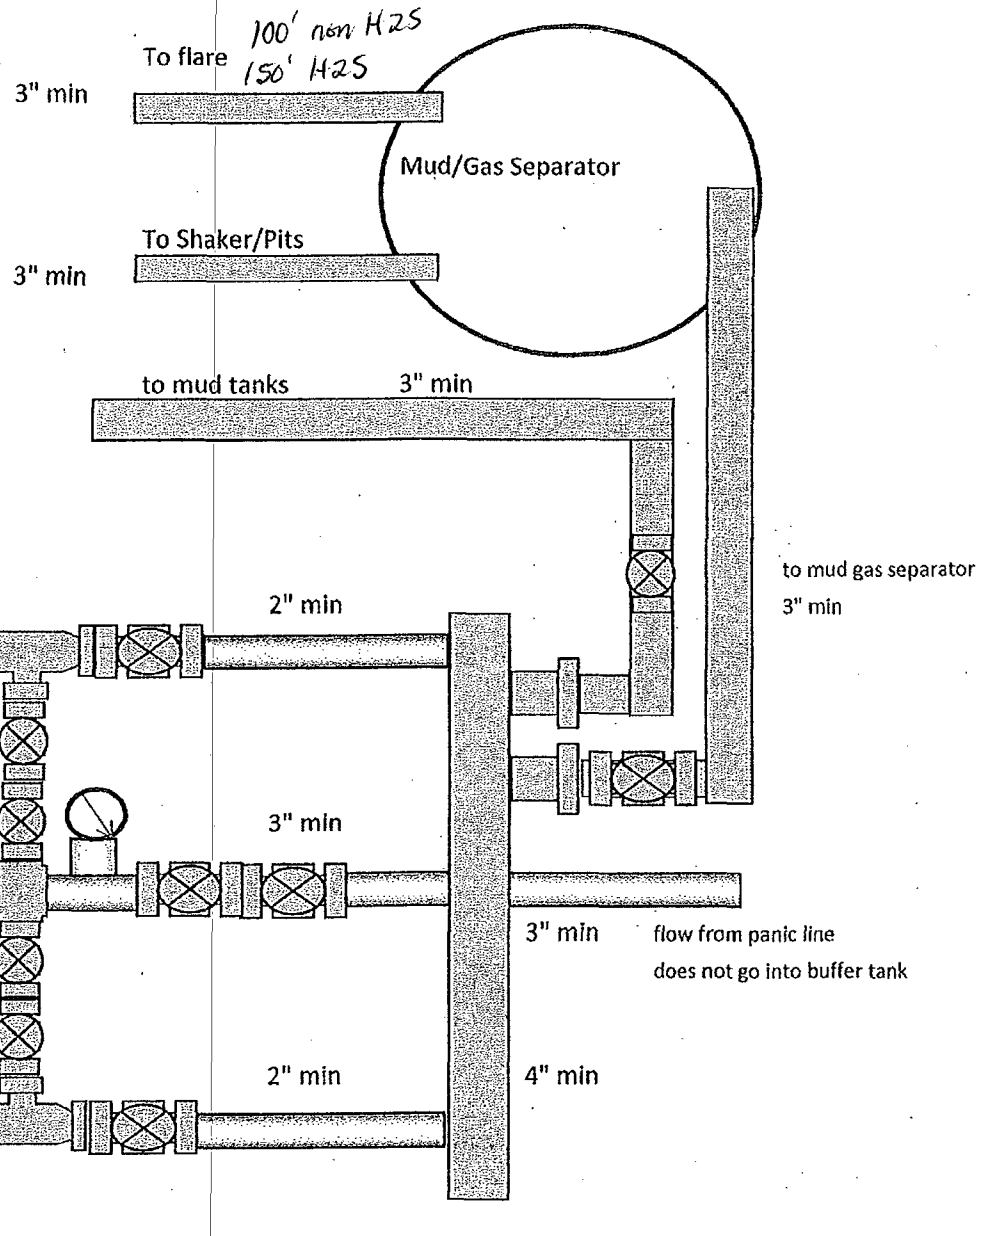 100' non H2S
To flare
150' H2S
3" min
Mud/Gas Separator
To Shaker/Pits
3" min
to mud tanks 3" min
to mud gas separator
3" min
2" min
3" min
3" min flow from panic line
does not go into buffer tank
2" min 4" min